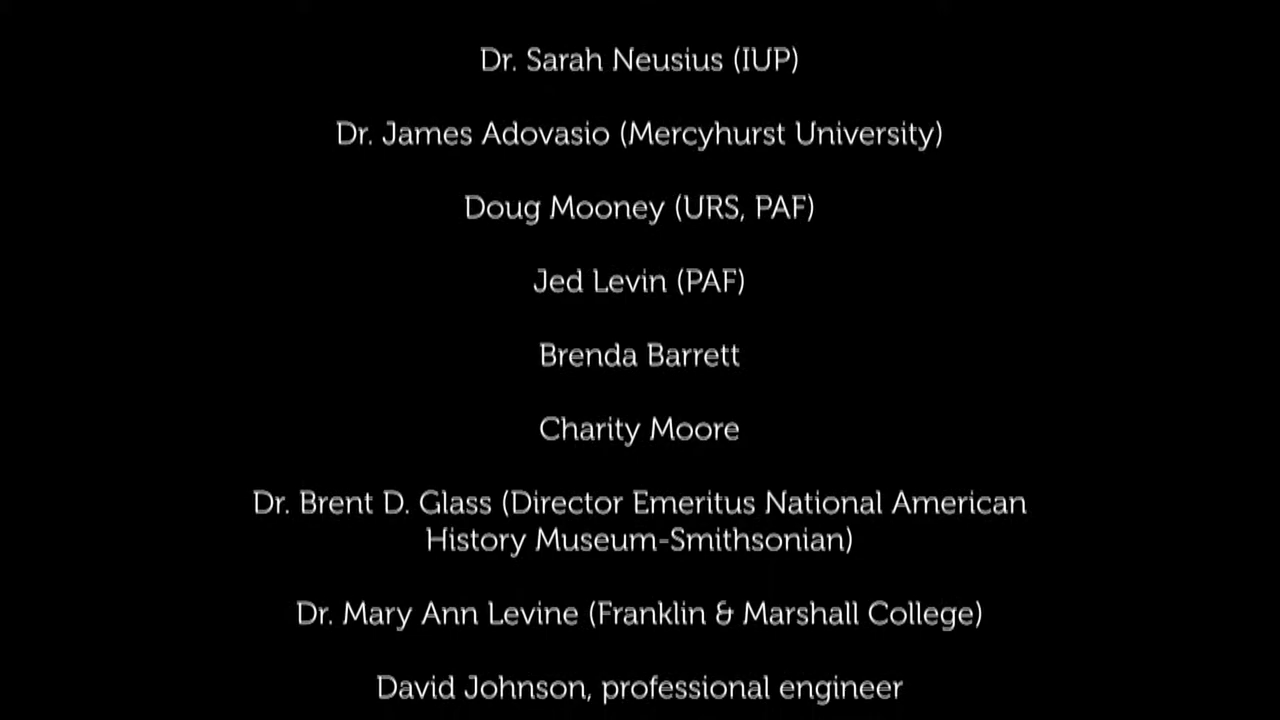 Dr. Sarah Neusius (IUP)
Dr. James Adovasio (Mercyhurst University)
Doug Mooney (URS, PAF)
Jed Levin (PAF)
Brenda Barrett
Charity Moore
Dr. Brent D. Glass (Director Emeritus National American
History Museum-Smithsonian)
Dr. Mary Ann Levine (Franklin & Marshall College)
David Johnson, professional engineer